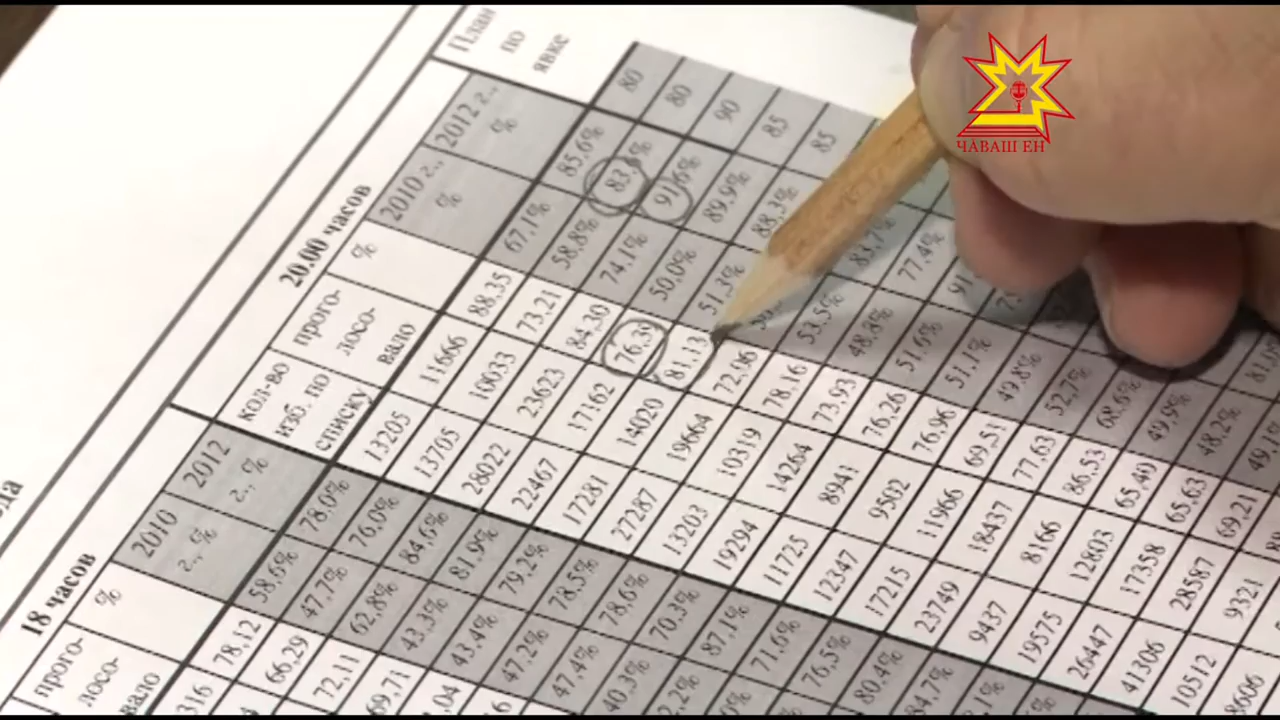 ЧӐВАШ ЕН
18 часов
20.00 часов
План
по
явке
прого-
лосо-
вало
%
2010
г., %
2012
г., %
кол-во
изб. по
списку
прого-
лосо-
вало
%
2010 г.,
%
2012 г.,
%
78,12 58,6% 78,0% 13205 11666 88,35 67,1% 85,6% 80
66,29 47,7% 76,0% 13705 10033 73,21 58,8% 80
72,11 62,8% 84,6% 28022 23623 84,30 74,1% 91,6% 90
69,71 43,3% 81,9% 22467 17162 76,39 50,0% 89,9% 85
43,4% 79,2% 17281 14020 81,13 51,3% 88,3% 85
47,2% 78,5% 27287 19664 72,06
47,4% 78,6% 13203 10319 78,16 53,5% 83,7%
40,3% 70,3% 19294 14264 73,93 48,8% 77,4%
87,1% 11725 8941 76,26 51,6%
71,6% 12347 9502 76,96 51,1%
76,5% 17215 11966 69,51 49,8%
80,4% 23749 18437 77,63 52,7%
9437 8166 86,53 68,6%
19575 12803 65,40 49,9%
26447 17358 65,63 48,2%
41306 28587 69,21 49,1%
10512 9321